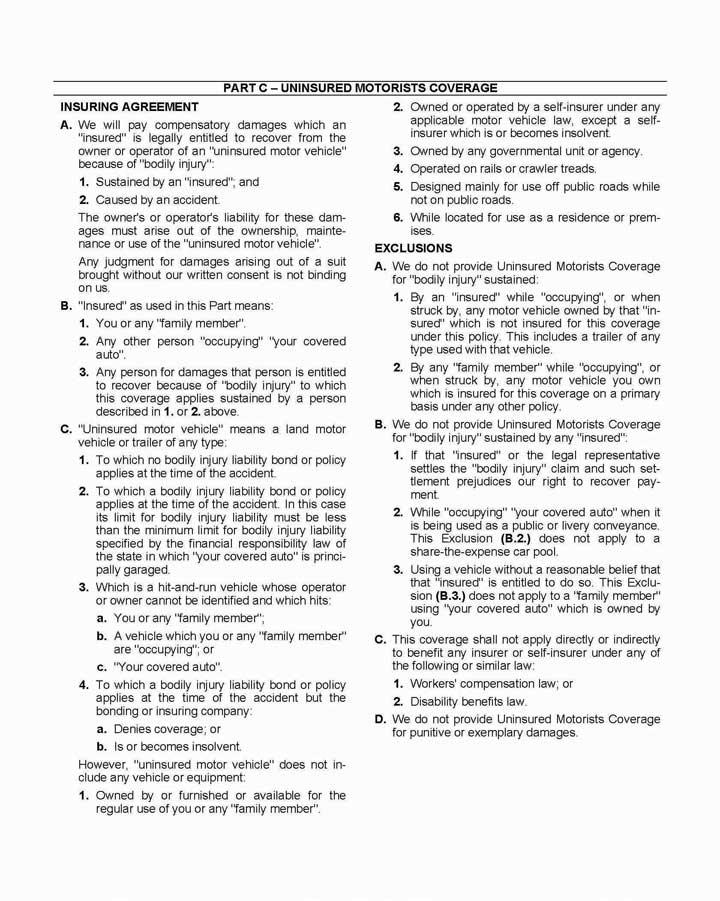 PART C – UNINSURED MOTORISTS COVERAGE
INSURING AGREEMENT
A. We will pay compensatory damages which an
"insured" is legally entitled to recover from the
owner or operator of an "uninsured motor vehicle"
because of "bodily injury":
1. Sustained by an "insured"; and
2. Caused by an accident.
The owner's or operator's liability for these dam-
ages must arise out of the ownership, mainte-
nance or use of the "uninsured motor vehicle".
Any judgment for damages arising out of a suit
brought without our written consent is not binding
on us.
B. "Insured" as used in this Part means:
1. You or any "family member".
2. Any other person "occupying" "your covered
auto".
3. Any person for damages that person is entitled
to recover because of "bodily injury" to which
this coverage applies sustained by a person
described in 1. or 2. above.
C. "Uninsured motor vehicle" means a land motor
vehicle or trailer of any type:
1. To which no bodily injury liability bond or policy
applies at the time of the accident.
2. To which a bodily injury liability bond or policy
applies at the time of the accident. In this case
its limit for bodily injury liability must be less
than the minimum limit for bodily injury liability
specified by the financial responsibility law of
the state in which "your covered auto" is princi-
pally garaged.
3. Which is a hit-and-run vehicle whose operator
or owner cannot be identified and which hits:
a. You or any "family member";
b. A vehicle which you or any "family member"
are "occupying"; or
c. "Your covered auto".
4. To which a bodily injury liability bond or policy
applies at the time of the accident but the
bonding or insuring company:
a. Denies coverage; or
b. Is or becomes insolvent.
However, "uninsured motor vehicle" does not in-
clude any vehicle or equipment:
1. Owned by or furnished or available for the
regular use of you or any "family member".
2. Owned or operated by a self-insurer under any
applicable motor vehicle law, except a self-
insurer which is or becomes insolvent.
3. Owned by any governmental unit or agency.
4. Operated on rails or crawler treads.
5. Designed mainly for use off public roads while
not on public roads.
6. While located for use as a residence or prem-
ises.
EXCLUSIONS
A. We do not provide Uninsured Motorists Coverage
for "bodily injury" sustained:
1. By an "insured" while "occupying", or when
struck by, any motor vehicle owned by that "in-
sured" which is not insured for this coverage
under this policy. This includes a trailer of any
type used with that vehicle.
2. By any "family member" while "occupying", or
when struck by, any motor vehicle you own
which is insured for this coverage on a primary
basis under any other policy.
B. We do not provide Uninsured Motorists Coverage
for "bodily injury" sustained by any "insured":
1. If that "insured" or the legal representative
settles the "bodily injury" claim and such set-
tlement prejudices our right to recover pay-
ment.
2. While "occupying" "your covered auto" when it
is being used as a public or livery conveyance.
This Exclusion (B.2.) does not apply to a
share-the-expense car pool.
3. Using a vehicle without a reasonable belief that
that "insured" is entitled to do so. This Exclu-
sion (B.3.) does not apply to a "family member"
using "your covered auto" which is owned by
you.
C. This coverage shall not apply directly or indirectly
to benefit any insurer or self-insurer under any of
the following or similar law:
1. Workers' compensation law; or
2. Disability benefits law.
D. We do not provide Uninsured Motorists Coverage
for punitive or exemplary damages.